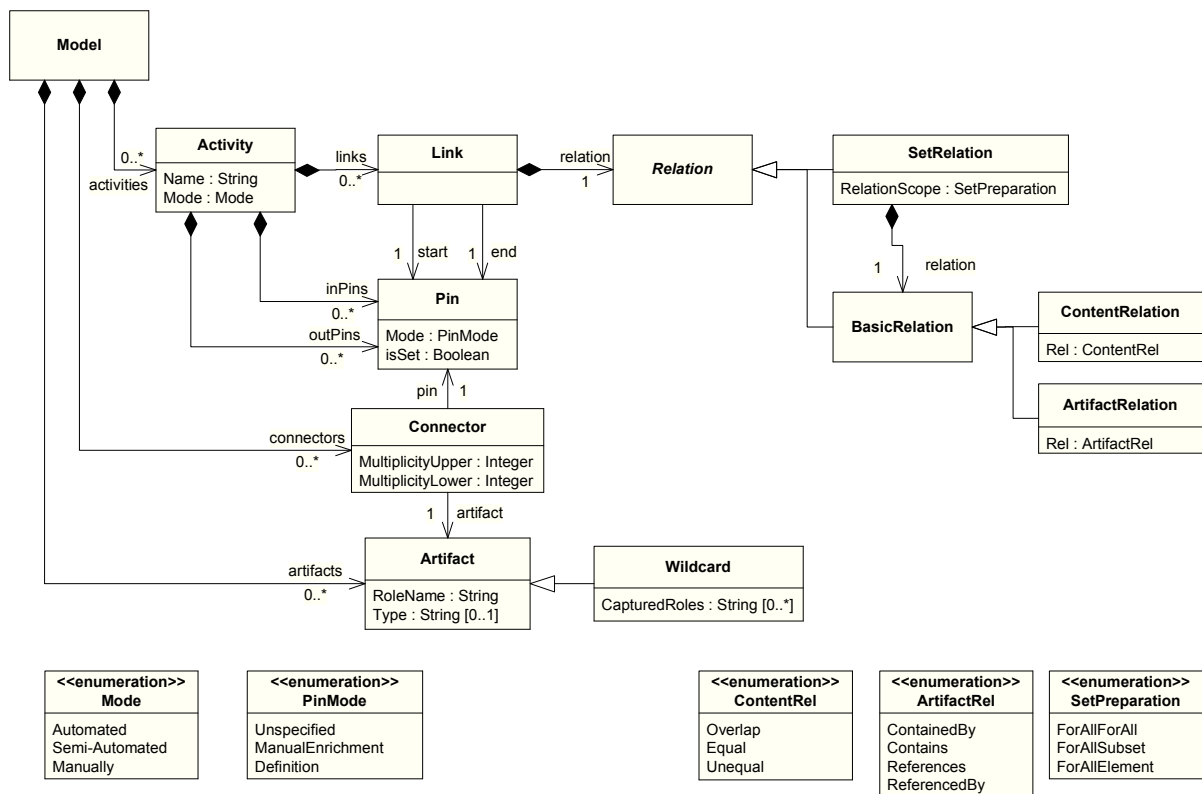 Model
Activity
Name : String
Mode : Mode
0..*
activities
links
0..*
Link
relation
1
Relation
SetRelation
RelationScope : SetPreparation
1
start
1
end
1
relation
inPins
0..*
outPins
0..*
Pin
Mode : PinMode
isSet : Boolean
BasicRelation
ContentRelation
Rel : ContentRel
ArtifactRelation
Rel : ArtifactRel
pin
1
connectors
0..*
Connector
MultiplicityUpper : Integer
MultiplicityLower : Integer
1
artifact
artifacts
0..*
Artifact
RoleName : String
Type : String [0..1]
Wildcard
CapturedRoles : String [0..*]
<<enumeration>>
Mode
Automated
Semi-Automated
Manually
<<enumeration>>
PinMode
Unspecified
ManualEnrichment
Definition
<<enumeration>>
ContentRel
Overlap
Equal
Unequal
<<enumeration>>
ArtifactRel
ContainedBy
Contains
References
ReferencedBy
<<enumeration>>
SetPreparation
ForAllForAll
ForAllSubset
ForAllElement